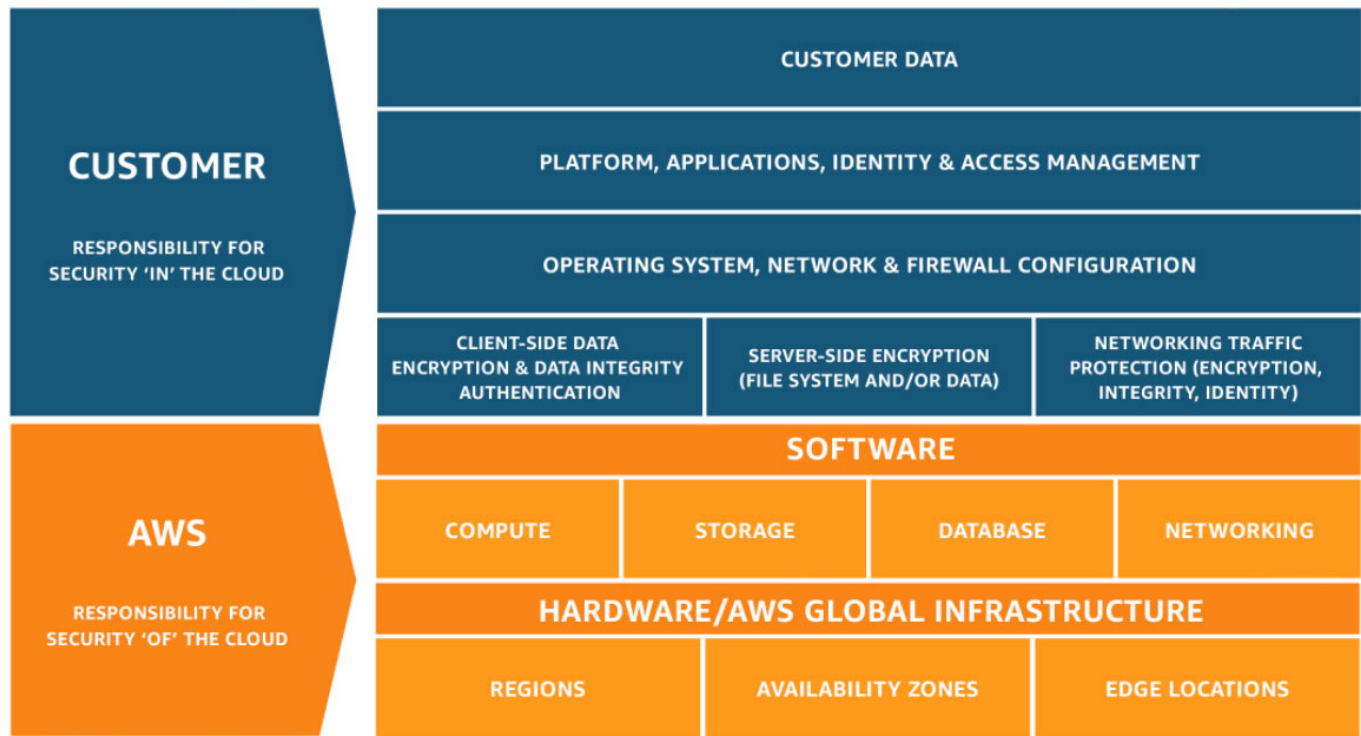 CUSTOMER
RESPONSIBILITY FOR
SECURITY ‘IN’ THE CLOUD
CUSTOMER DATA
PLATFORM, APPLICATIONS, IDENTITY & ACCESS MANAGEMENT
OPERATING SYSTEM, NETWORK & FIREWALL CONFIGURATION
CLIENT-SIDE DATA
ENCRYPTION & DATA INTEGRITY
AUTHENTICATION
SERVER-SIDE ENCRYPTION
(FILE SYSTEM AND/OR DATA)
NETWORKING TRAFFIC
PROTECTION (ENCRYPTION,
INTEGRITY, IDENTITY)
AWS
RESPONSIBILITY FOR
SECURITY ‘OF’ THE CLOUD
SOFTWARE
COMPUTE
STORAGE
DATABASE
NETWORKING
HARDWARE/AWS GLOBAL INFRASTRUCTURE
REGIONS
AVAILABILITY ZONES
EDGE LOCATIONS